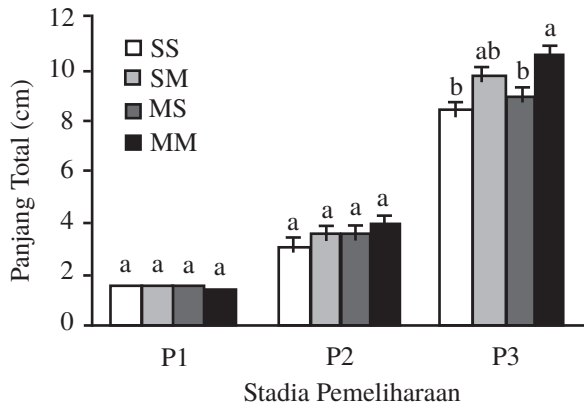 12
10
8
6
4
2
0
Panjang Total (cm)
SS
SM
MS
MM
a a a a
a a a a
b ab b a
P1 P2 P3
Stadia Pemeliharaan